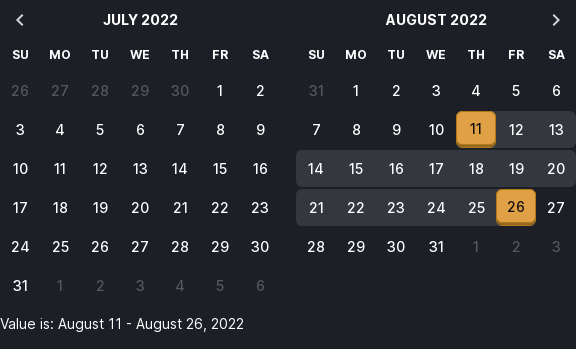 JULY 2022
SU MO TU WE TH FR SA
26 27 28 29 30 1 2
3 4 5 6 7 8 9
10 11 12 13 14 15 16
17 18 19 20 21 22 23
24 25 26 27 28 29 30
31 1 2 3 4 5 6
AUGUST 2022
SU MO TU WE TH FR SA
31 1 2 3 4 5 6
7 8 9 10 11 12 13
14 15 16 17 18 19 20
21 22 23 24 25 26 27
28 29 30 31 1 2 3
Value is: August 11 - August 26, 2022